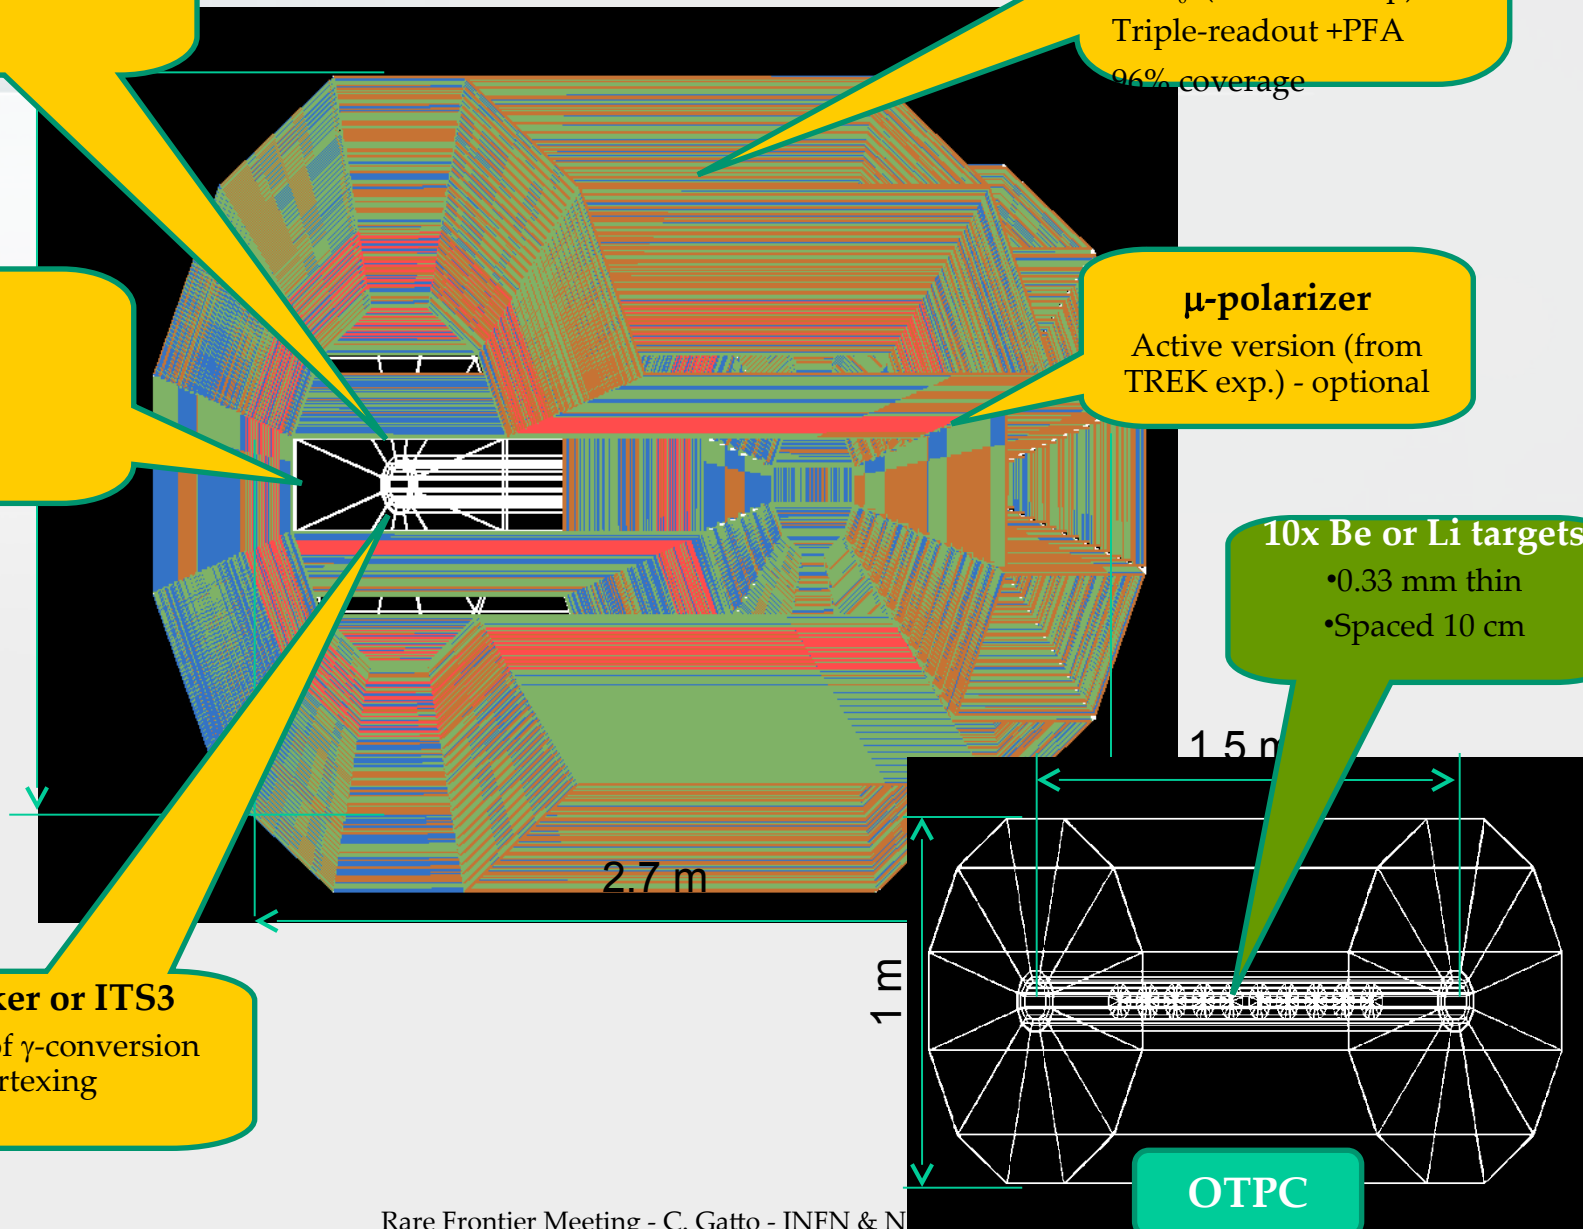 Triple-readout +PFA
96% coverage
μ-polarizer
Active version (from
TREK exp.) - optional
10x Be or Li targets
•0.33 mm thin
•Spaced 10 cm
1.5 m
2.7 m
1 m
ker or ITS3
of γ-conversion
rtexing
OTPC
Rare Frontier Meeting - C. Gatto - INFN & N